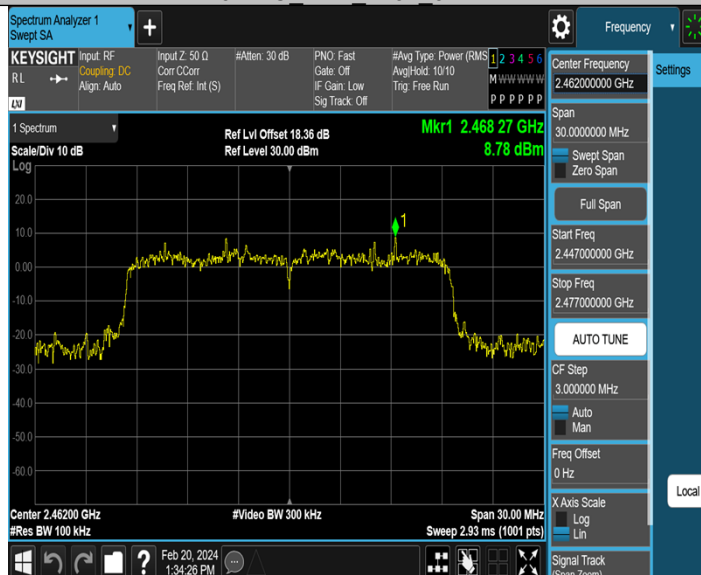 Spectrum Analyzer 1
Swept SA
+
Frequency
KEYSIGHT
RL
LXI
Input: RF
Coupling: DC
Align: Auto
Input Z: 50 Ω
Corr CCorr
Freq Ref: Int (S)
#Atten: 30 dB
PNO: Fast
Gate: Off
IF Gain: Low
Sig Track: Off
#Avg Type: Power (RMS
Avg|Hold: 10/10
Trig: Free Run
1 2 3 4 5 6
M W W W W W
P P P P P P
1 Spectrum
Scale/Div 10 dB
Log
Ref Lvl Offset 18.36 dB
Ref Level 30.00 dBm
Mkr1 2.468 27 GHz
8.78 dBm
1
20.0
10.0
0.00
-10.0
-20.0
-30.0
-40.0
-50.0
-60.0
Center 2.46200 GHz
#Res BW 100 kHz
#Video BW 300 kHz
Span 30.00 MHz
Sweep 2.93 ms (1001 pts)
?
Feb 20, 2024
1:34:26 PM
Center Frequency
2.462000000 GHz
Span
30.0000000 MHz
Swept Span
Zero Span
Full Span
Start Freq
2.447000000 GHz
Stop Freq
2.477000000 GHz
AUTO TUNE
CF Step
3.000000 MHz
Auto
Man
Freq Offset
0 Hz
X Axis Scale
Log
Lin
Signal Track
(Span Zoom)
Settings
Local